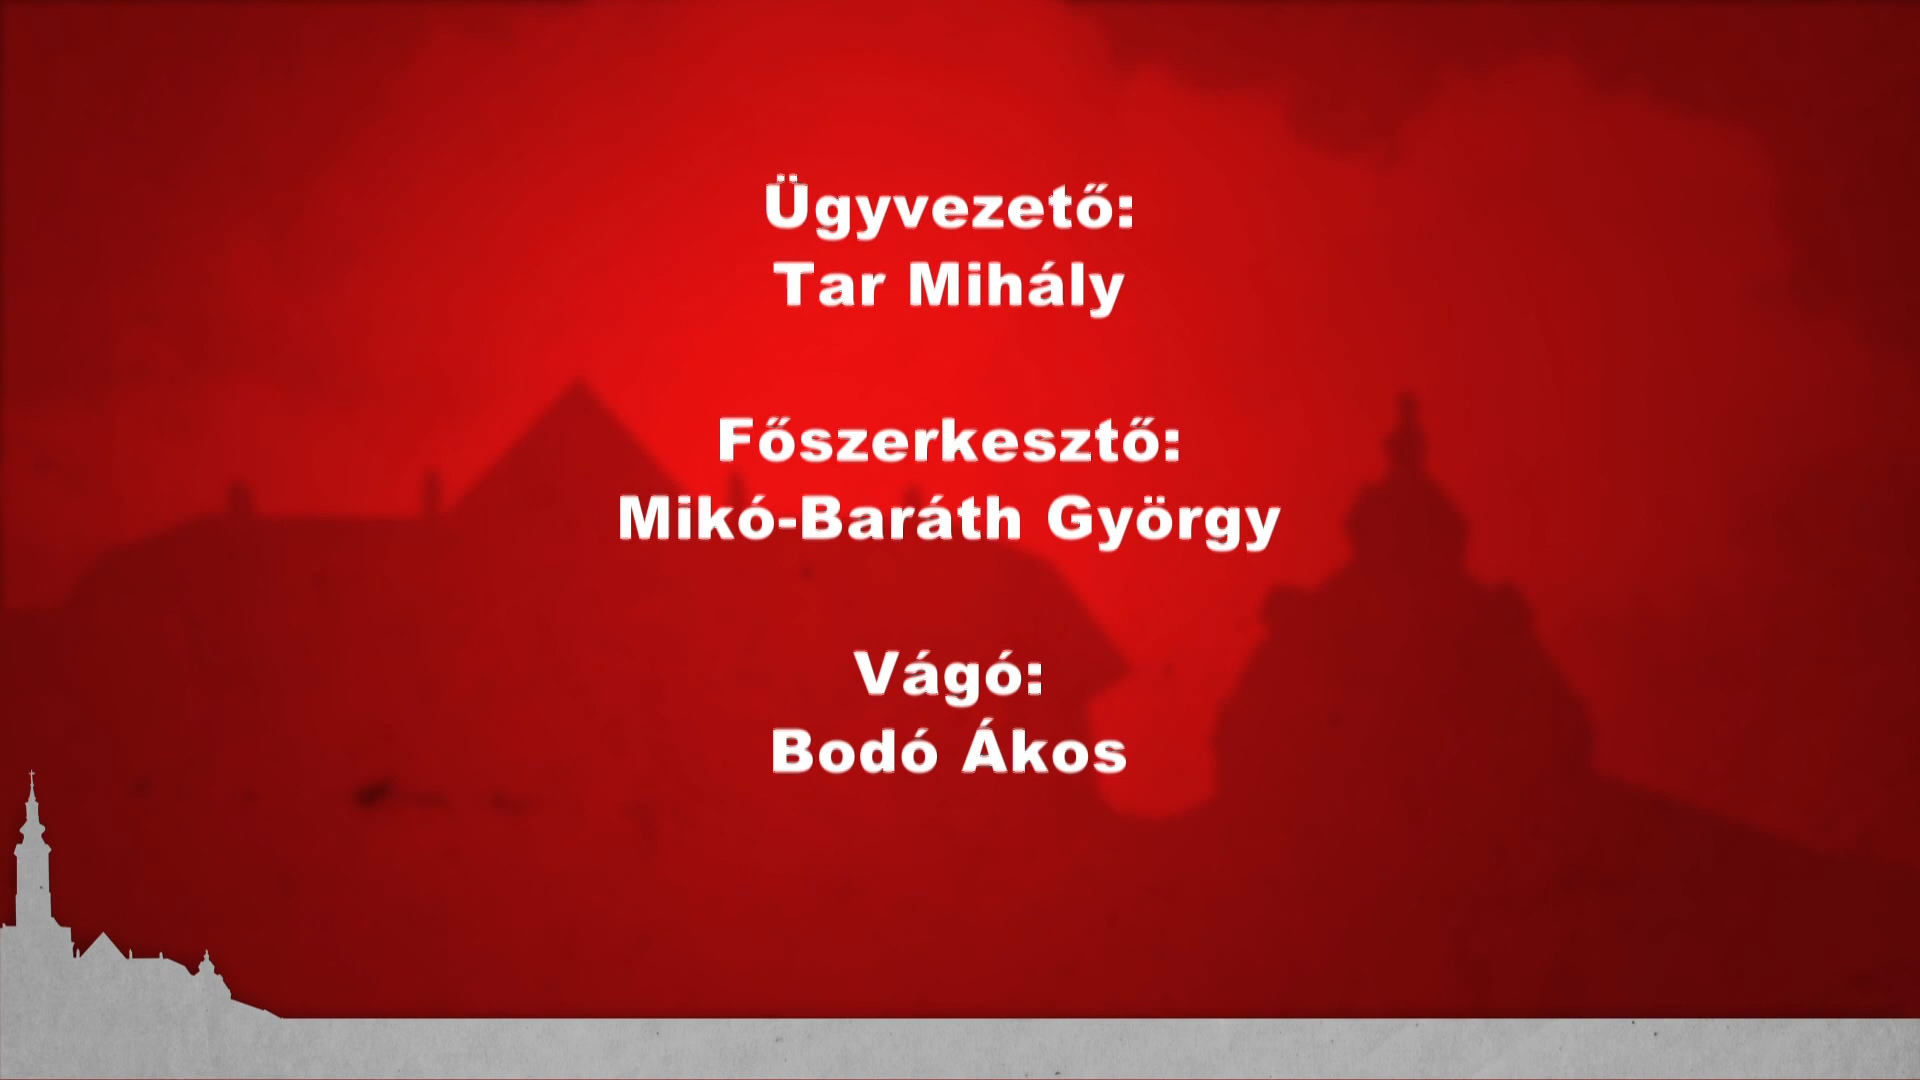 Ügyvezető:
Tar Mihály
Főszerkesztő:
Mikó-Baráth György
Vágó:
Bodó Ákos